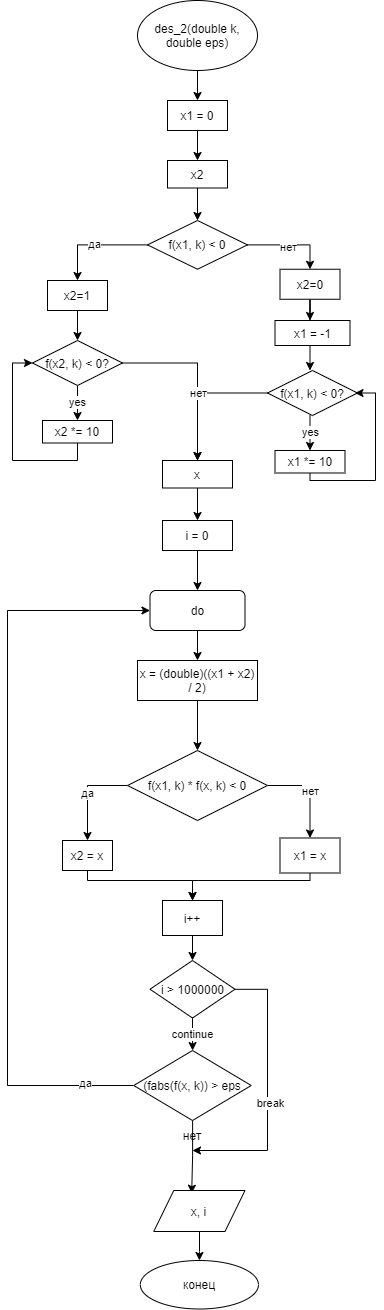 des_2(double k,
double eps)
x1 = 0
x2
f(x1, k) < 0
да
нет
x2=1
x2=0
x1 = -1
f(x2, k) < 0?
нет
f(x1, k) < 0?
yes
yes
x2 *= 10
x1 *= 10
x
i = 0
do
x = (double)((x1 + x2)
/ 2)
f(x1, k) * f(x, k) < 0
да
нет
x2 = x
x1 = x
i++
i > 1000000
continue
(fabs(f(x, k)) > eps
да
break
нет
x, i
конец